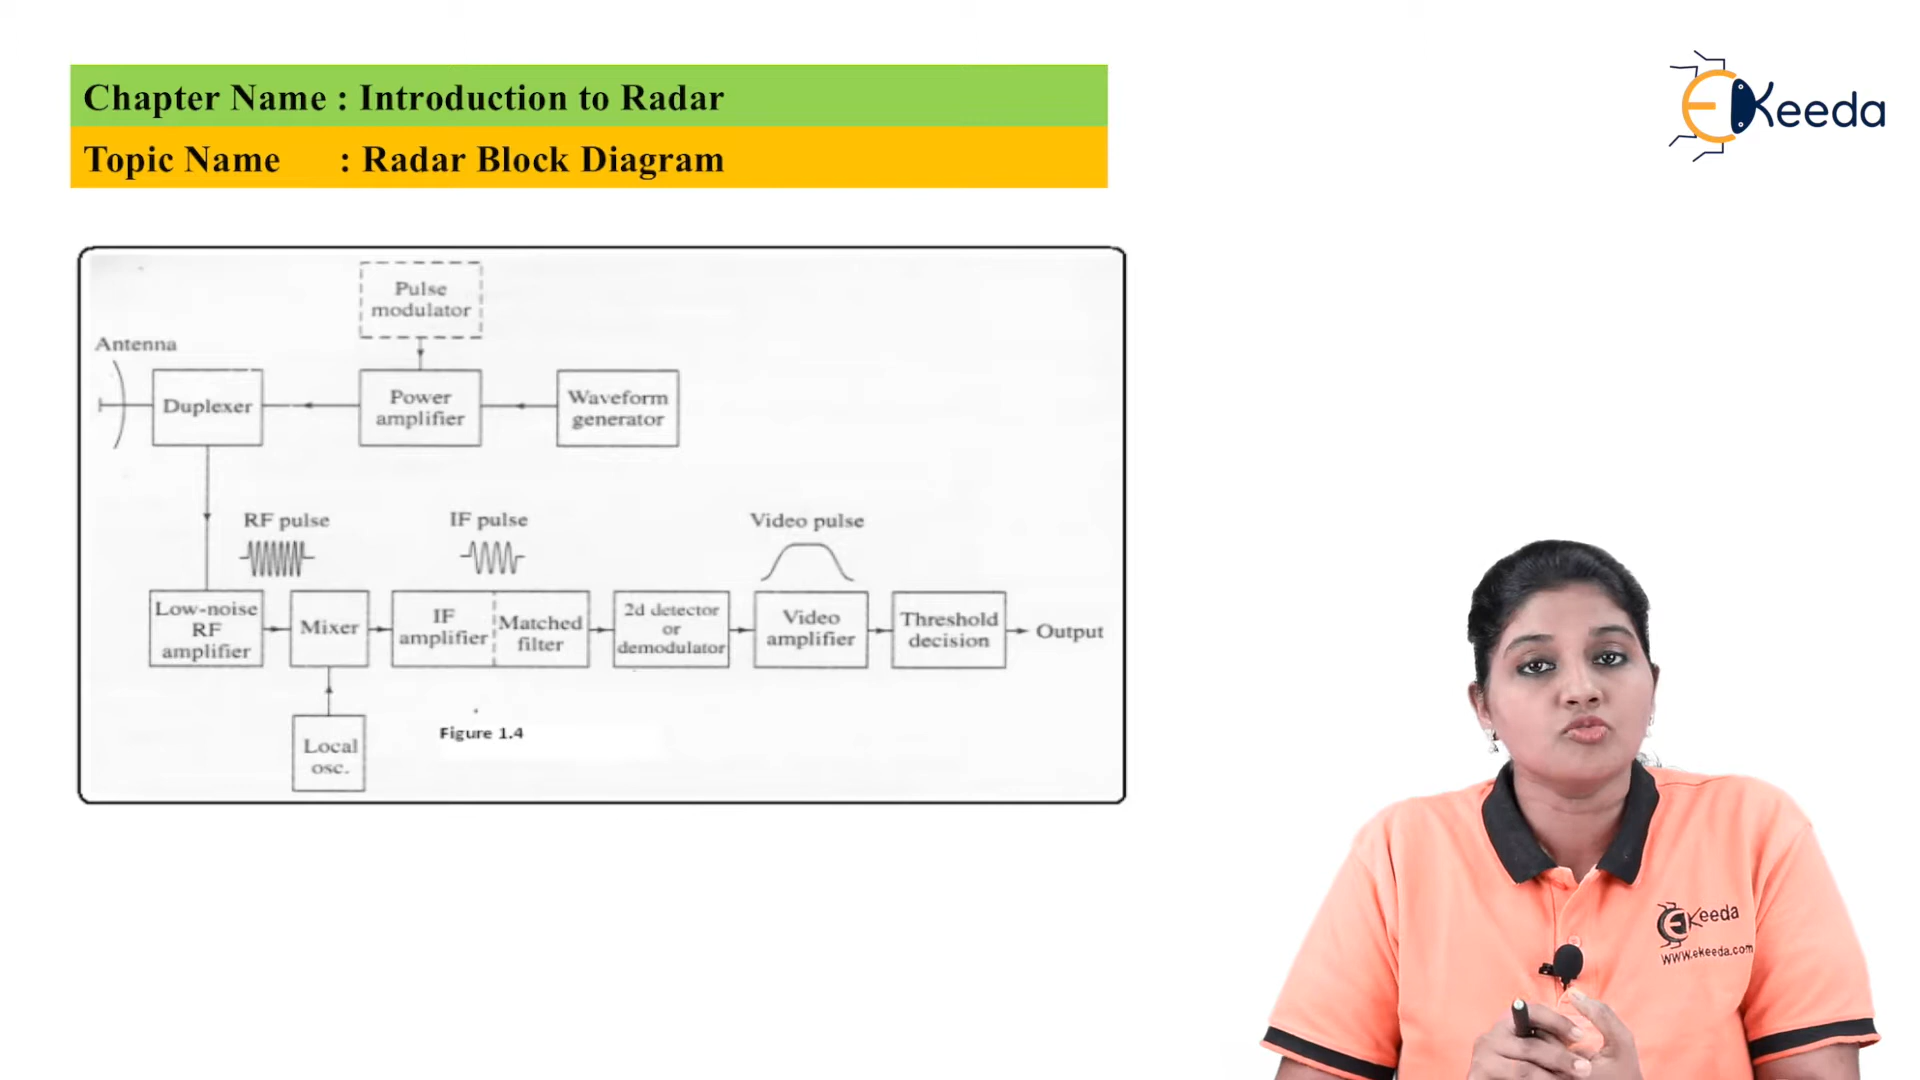 Chapter Name : Introduction to Radar
Topic Name : Radar Block Diagram
EKeeda
Pulse
modulator
Antenna
Duplexer
Power
amplifier
Waveform
generator
RF pulse
IF pulse
Video pulse
Low-noise
RF
amplifier
Mixer
IF
amplifier
Matched
filter
2d detector
or
demodulator
Video
amplifier
Threshold
decision
Output
Local
osc.
Figure 1.4
EKeeda
www.ekeeda.com